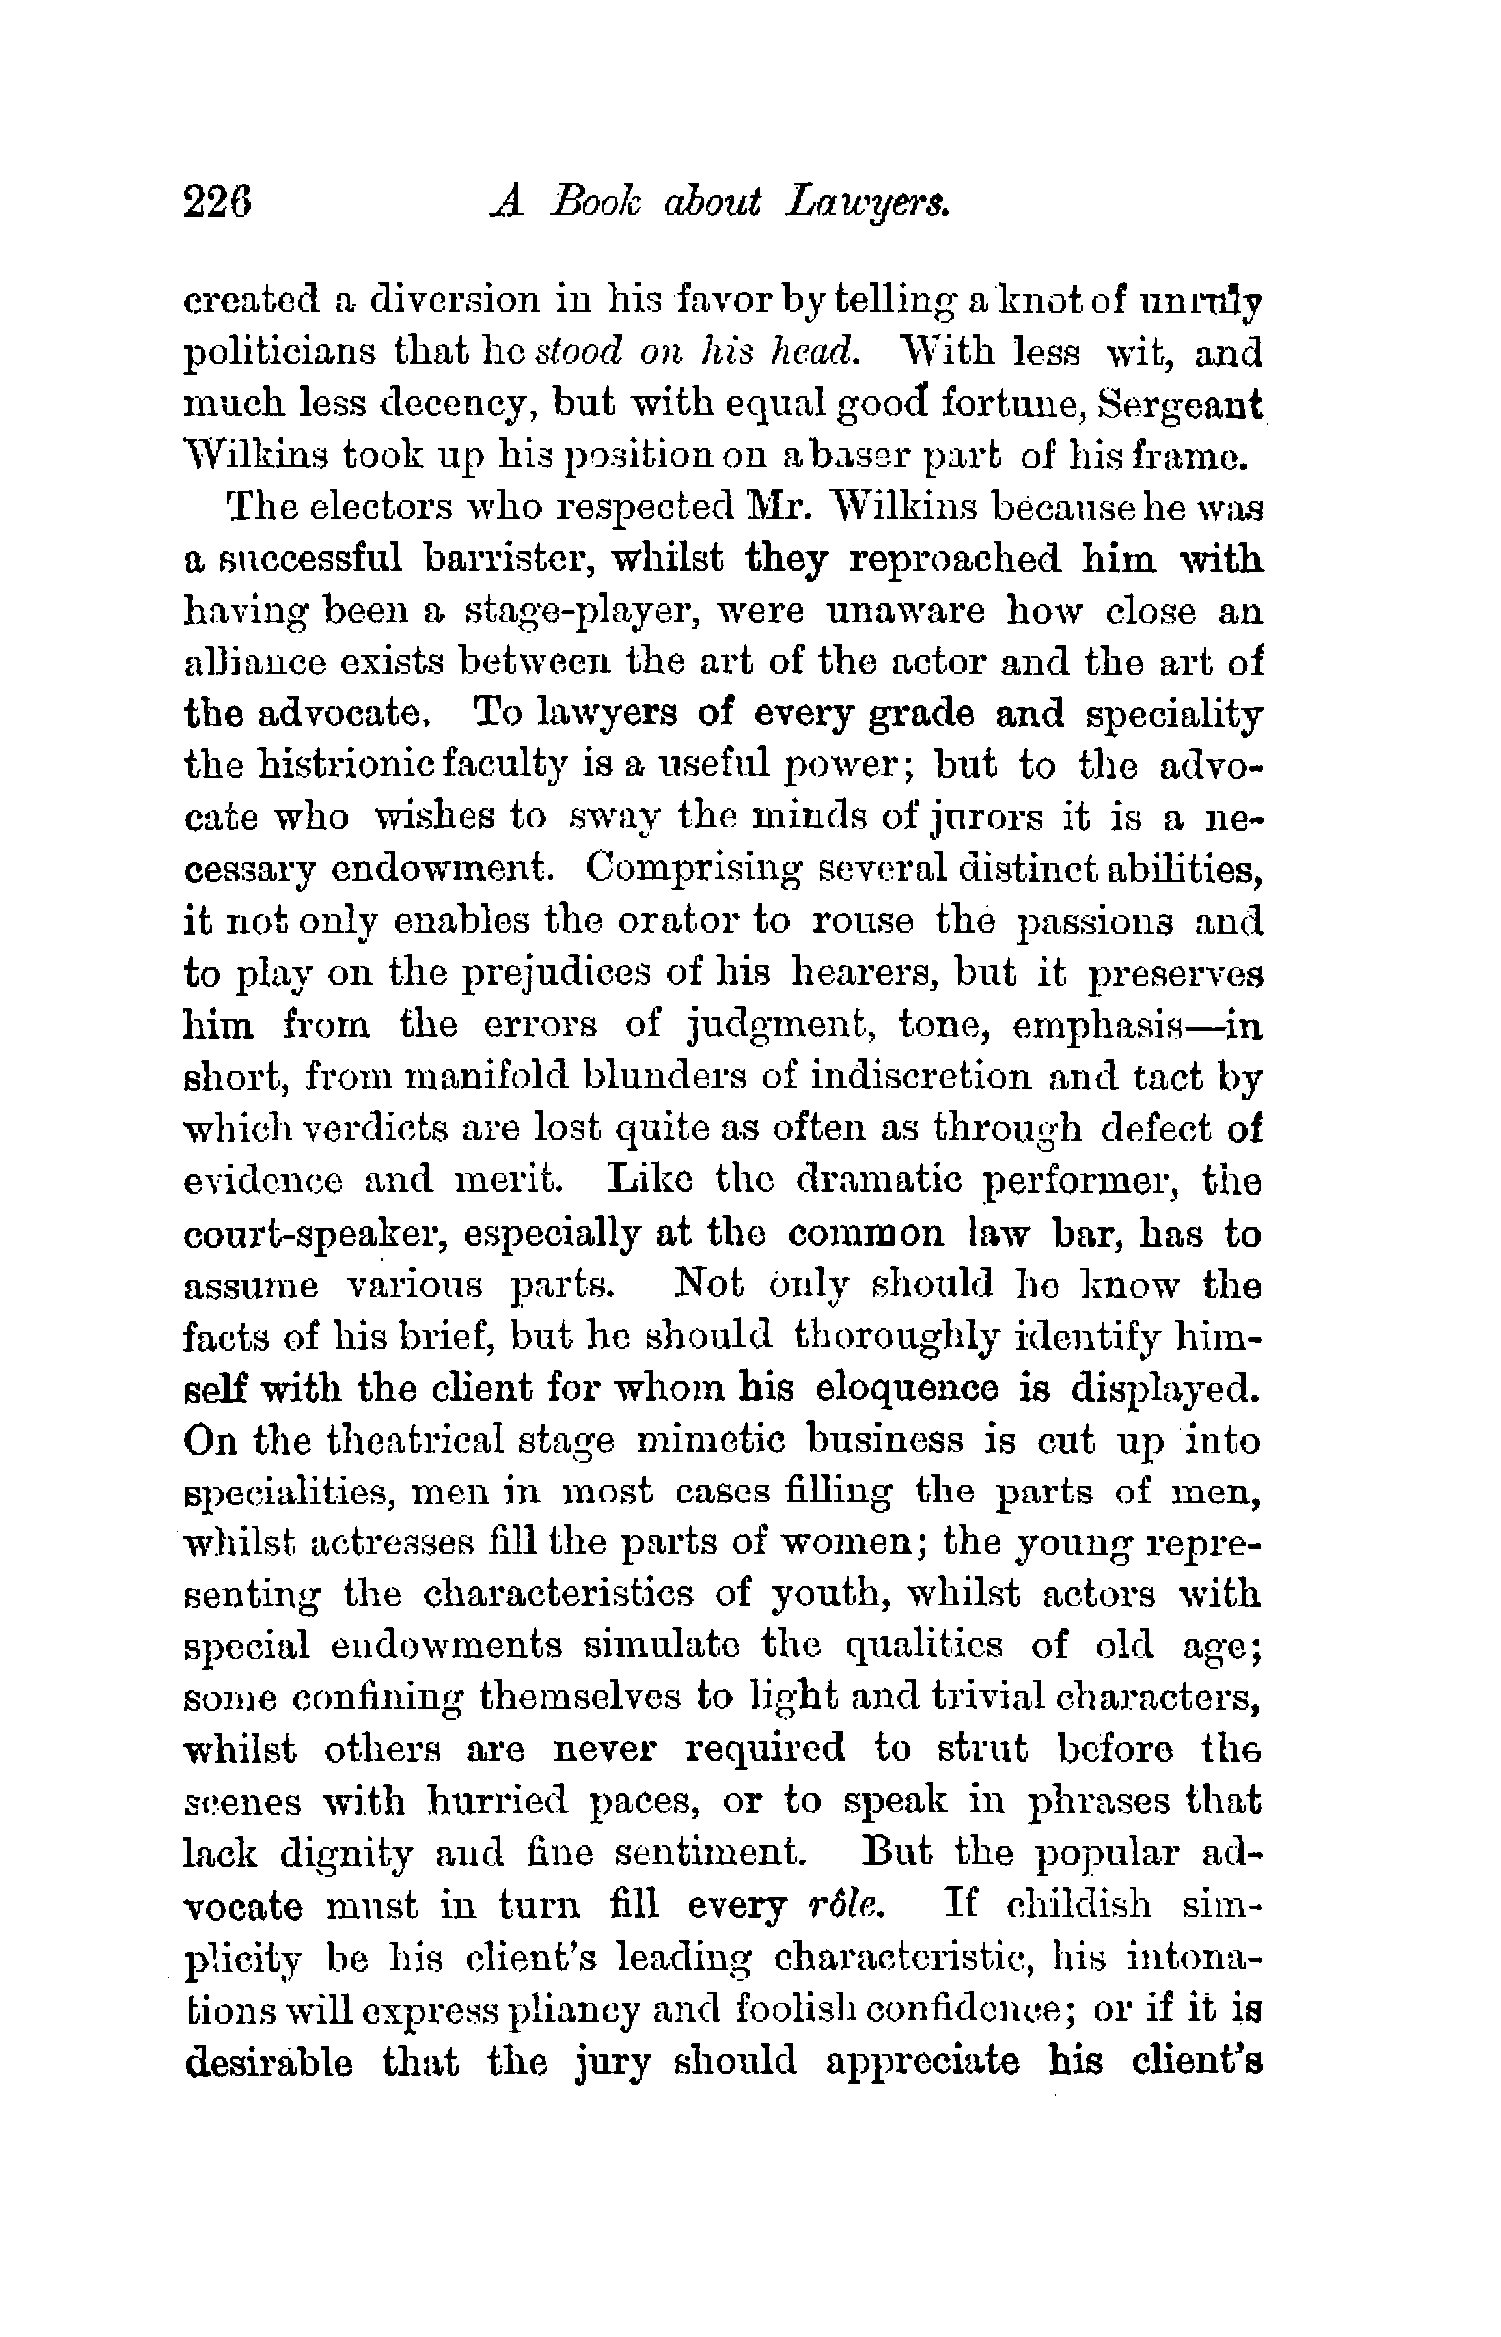 226 A Book about Lawyers.
created a diversion in his favor by telling a knot of unruly
politicians that he stood on his head. With less wit, and
much less decency, but with equal good fortune, Sergeant
Wilkins took up his position on a baser part of his frame.
The electors who respected Mr. Wilkins because he was
a successful barrister, whilst they reproached him with
having been a stage-player, were unaware how close an
alliance exists between the art of the actor and the art of
the advocate. To lawyers of every grade and speciality
the histrionic faculty is a useful power; but to the advo-
cate who wishes to sway the minds of jurors it is a ne-
cessary endowment. Comprising several distinct abilities,
it not only enables the orator to rouse the passions and
to play on the prejudices of his hearers, but it preserves
him from the errors of judgment, tone, emphasis—in
short, from manifold blunders of indiscretion and tact by
which verdicts are lost quite as often as through defect of
evidence and merit. Like the dramatic performer, the
court-speaker, especially at the common law bar, has to
assume various parts. Not only should he know the
facts of his brief, but he should thoroughly identify him-
self with the client for whom his eloquence is displayed.
On the theatrical stage mimetic business is cut up into
specialities, men in most cases filling the parts of men,
whilst actresses fill the parts of women; the young repre-
senting the characteristics of youth, whilst actors with
special endowments simulate the qualities of old age;
some confining themselves to light and trivial characters,
whilst others are never required to strut before the
scenes with hurried paces, or to speak in phrases that
lack dignity and fine sentiment. But the popular ad-
vocate must in turn fill every rôle. If childish sim-
plicity be his client's leading characteristic, his intona-
tions will express pliancy and foolish confidence; or if it is
desirable that the jury should appreciate his client's